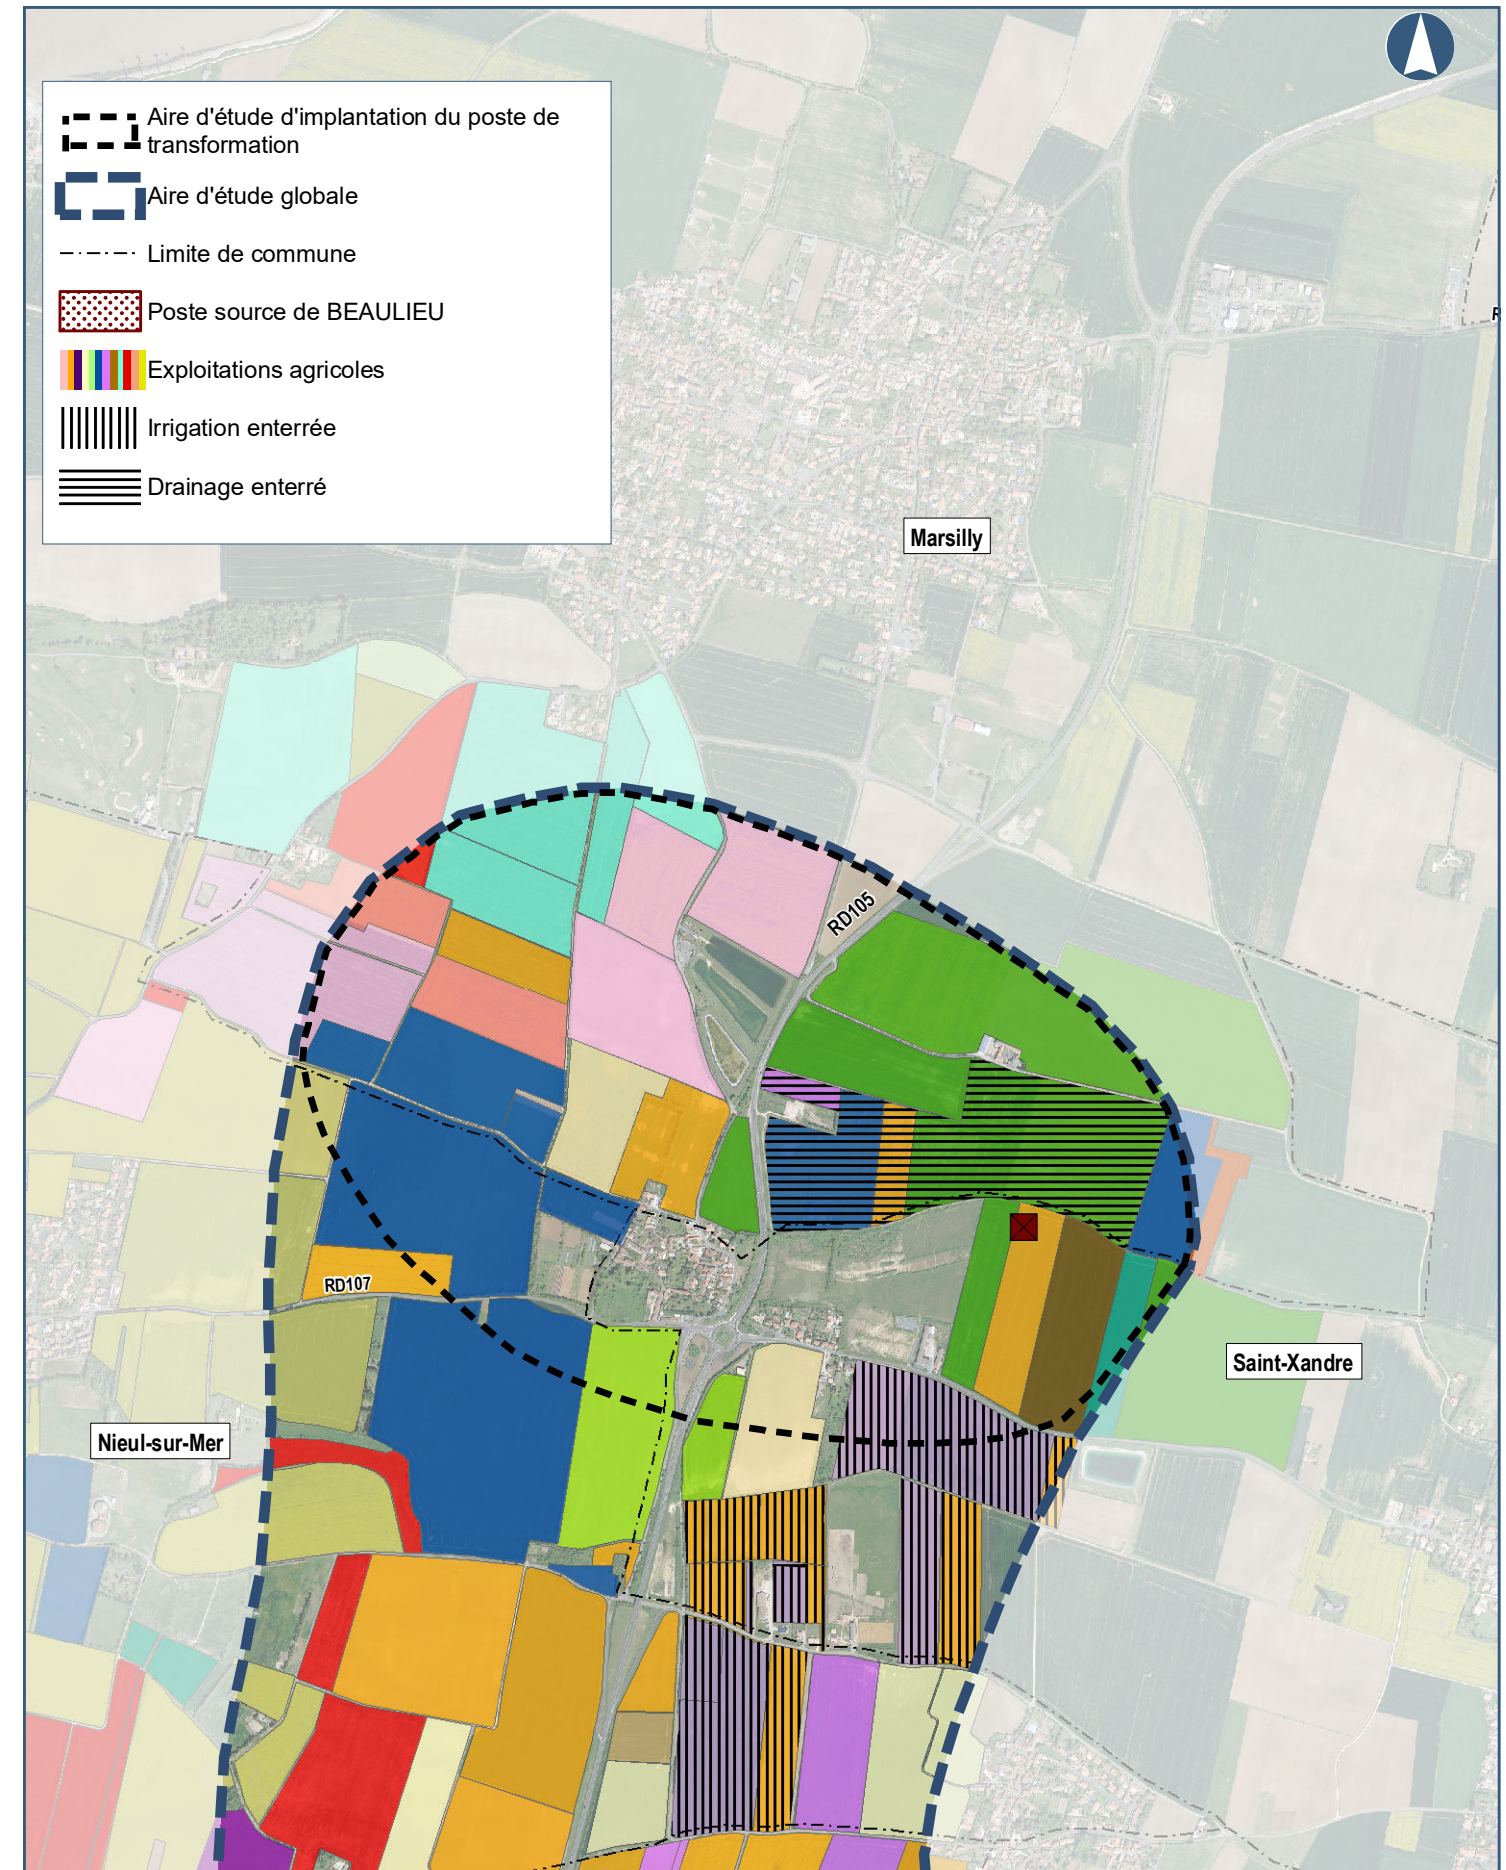 Aire d'étude d'implantation du poste de
transformation
Aire d'étude globale
Limite de commune
Poste source de BEAULIEU
Exploitations agricoles
Irrigation enterrée
Drainage enterré
R
Marsilly
RD105
RD107
Saint-Xandre
Nieul-sur-Mer